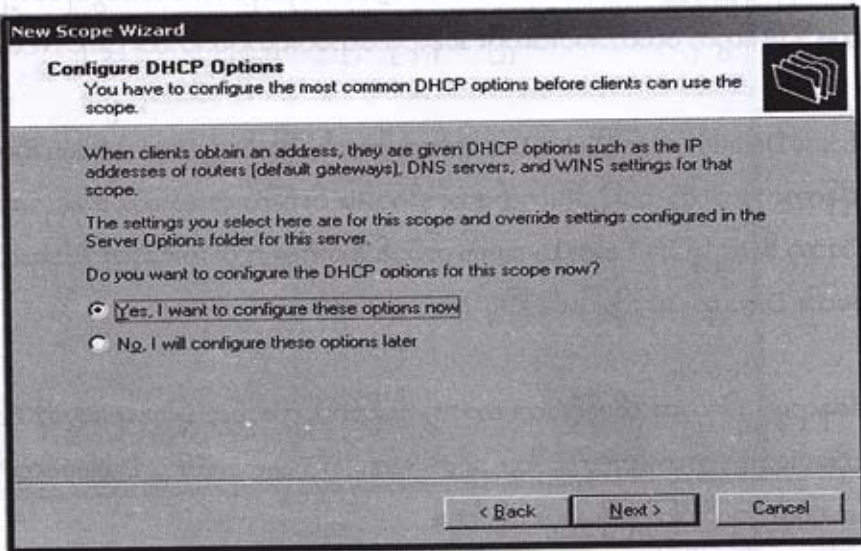 New Scope Wizard
Configure DHCP Options
You have to configure the most common DHCP options before clients can use the
scope.
When clients obtain an address, they are given DHCP options such as the IP
addresses of routers (default gateways), DNS servers, and WINS settings for that
scope.
The settings you select here are for this scope and override settings configured in the
Server Options folder for this server.
Do you want to configure the DHCP options for this scope now?
Yes, I want to configure these options now
No, I will configure these options later
< Back
Next >
Cancel